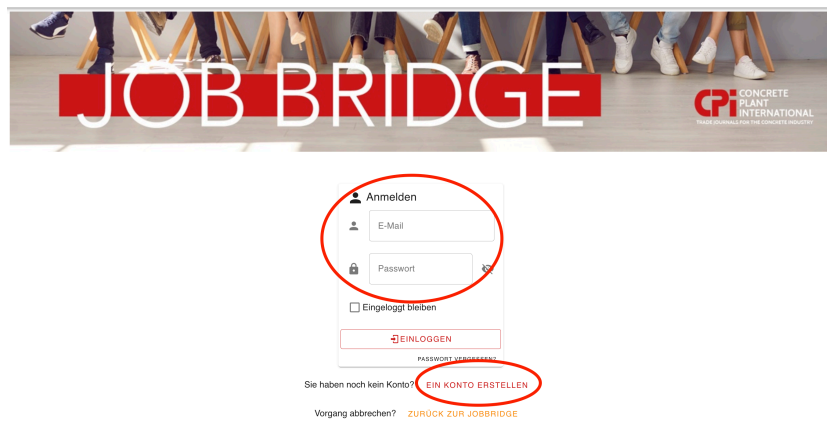 JOB BRIDGE
CPi CONCRETE
PLANT
INTERNATIONAL
TRADE JOURNALS FOR THE CONCRETE INDUSTRY
Anmelden
E-Mail
Passwort
Eingeloggt bleiben
EINLOGGEN
PASSWORT VERGESSEN?
Sie haben noch kein Konto? EIN KONTO ERSTELLEN
Vorgang abbrechen? ZURÜCK ZUR JOBBRIDGE